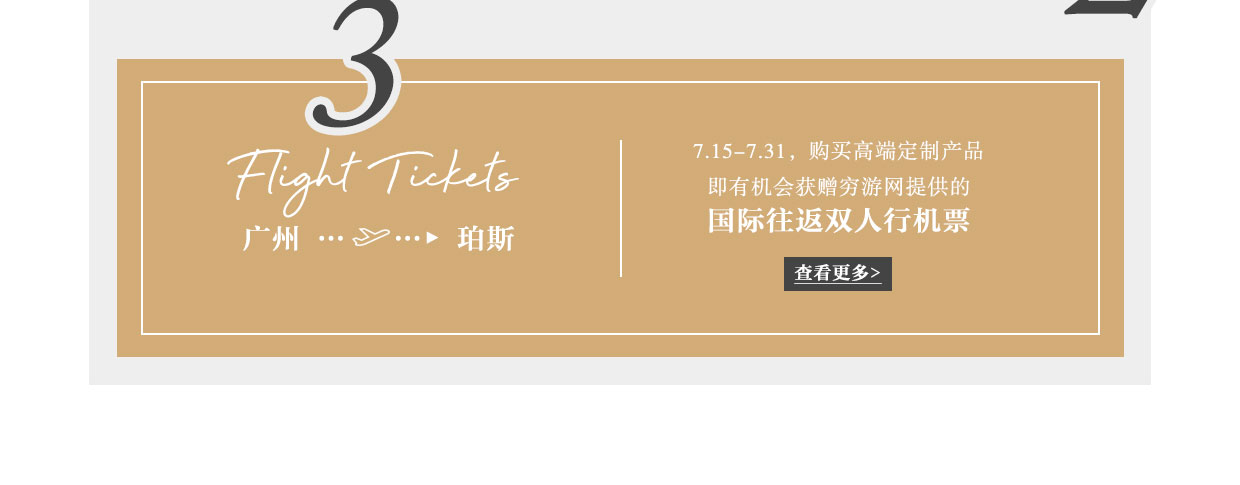 3
Flight Tickets
广州 ··· ···▶ 珀斯
7.15-7.31，购买高端定制产品
即有机会获赠穷游网提供的
国际往返双人行机票
查看更多>